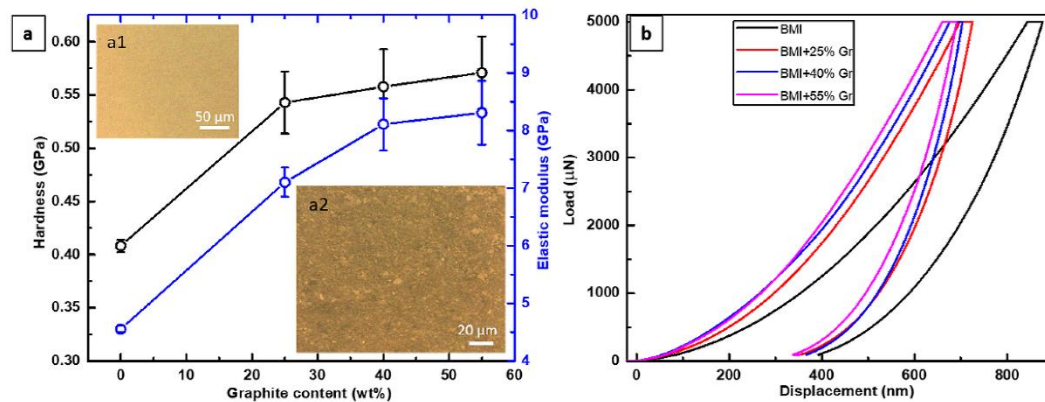 a
a1
50 µm
a2
20 µm
Hardness (GPa)
0.60
0.55
0.50
0.45
0.40
0.35
0.30
0 10 20 30 40 50 60
Graphite content (wt%)
10
9
8
7
6
5
4
Elastic modulus (GPa)
b
BMI
BMI+25% Gr
BMI+40% Gr
BMI+55% Gr
Load (µN)
5000
4000
3000
2000
1000
0
0 200 400 600 800
Displacement (nm)